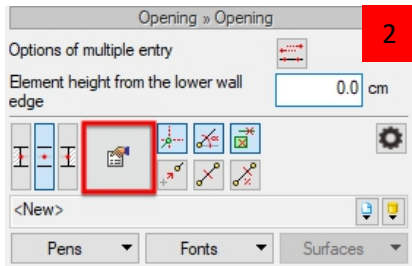 Opening » Opening
2
Options of multiple entry
Element height from the lower wall
edge
0.0 cm
<New>
Pens
Fonts
Surfaces